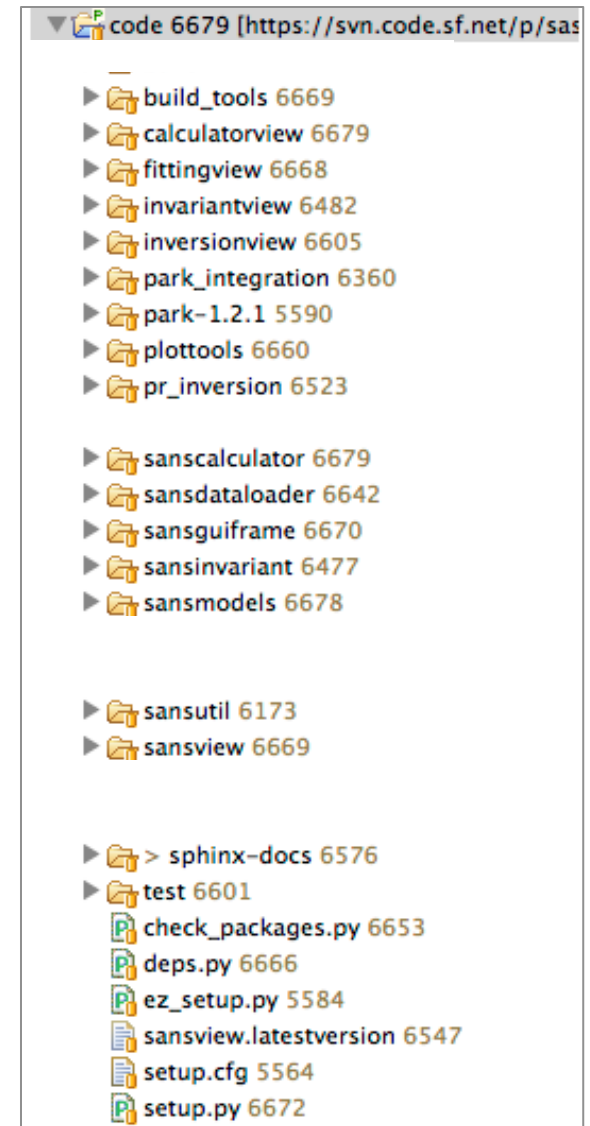 code 6679 [https://svn.code.sf.net/p/sas
build_tools 6669
calculatorview 6679
fittingview 6668
invariantview 6482
inversionview 6605
park_integration 6360
park-1.2.1 5590
plottools 6660
pr_inversion 6523
sanscalculator 6679
sansdataloader 6642
sansguiframe 6670
sansinvariant 6477
sansmodels 6678
sansutil 6173
sansview 6669
> sphinx-docs 6576
test 6601
check_packages.py 6653
deps.py 6666
ez_setup.py 5584
sansview.latestversion 6547
setup.cfg 5564
setup.py 6672